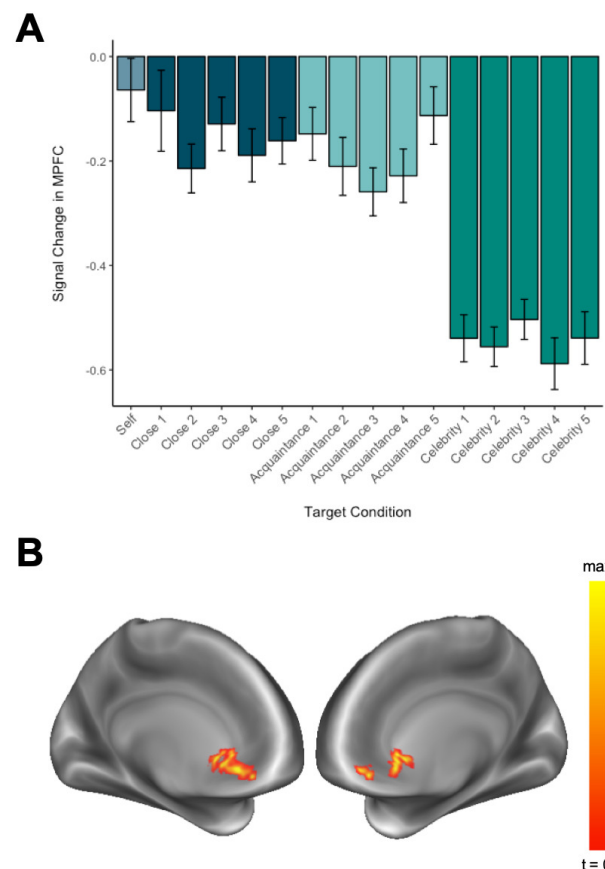 A
0.0
-0.2
-0.4
-0.6
Signal Change in MPFC
Self
Close 1
Close 2
Close 3
Close 4
Close 5
Acquaintance 1
Acquaintance 2
Acquaintance 3
Acquaintance 4
Acquaintance 5
Celebrity 1
Celebrity 2
Celebrity 3
Celebrity 4
Celebrity 5
Target Condition
B
ma
t =